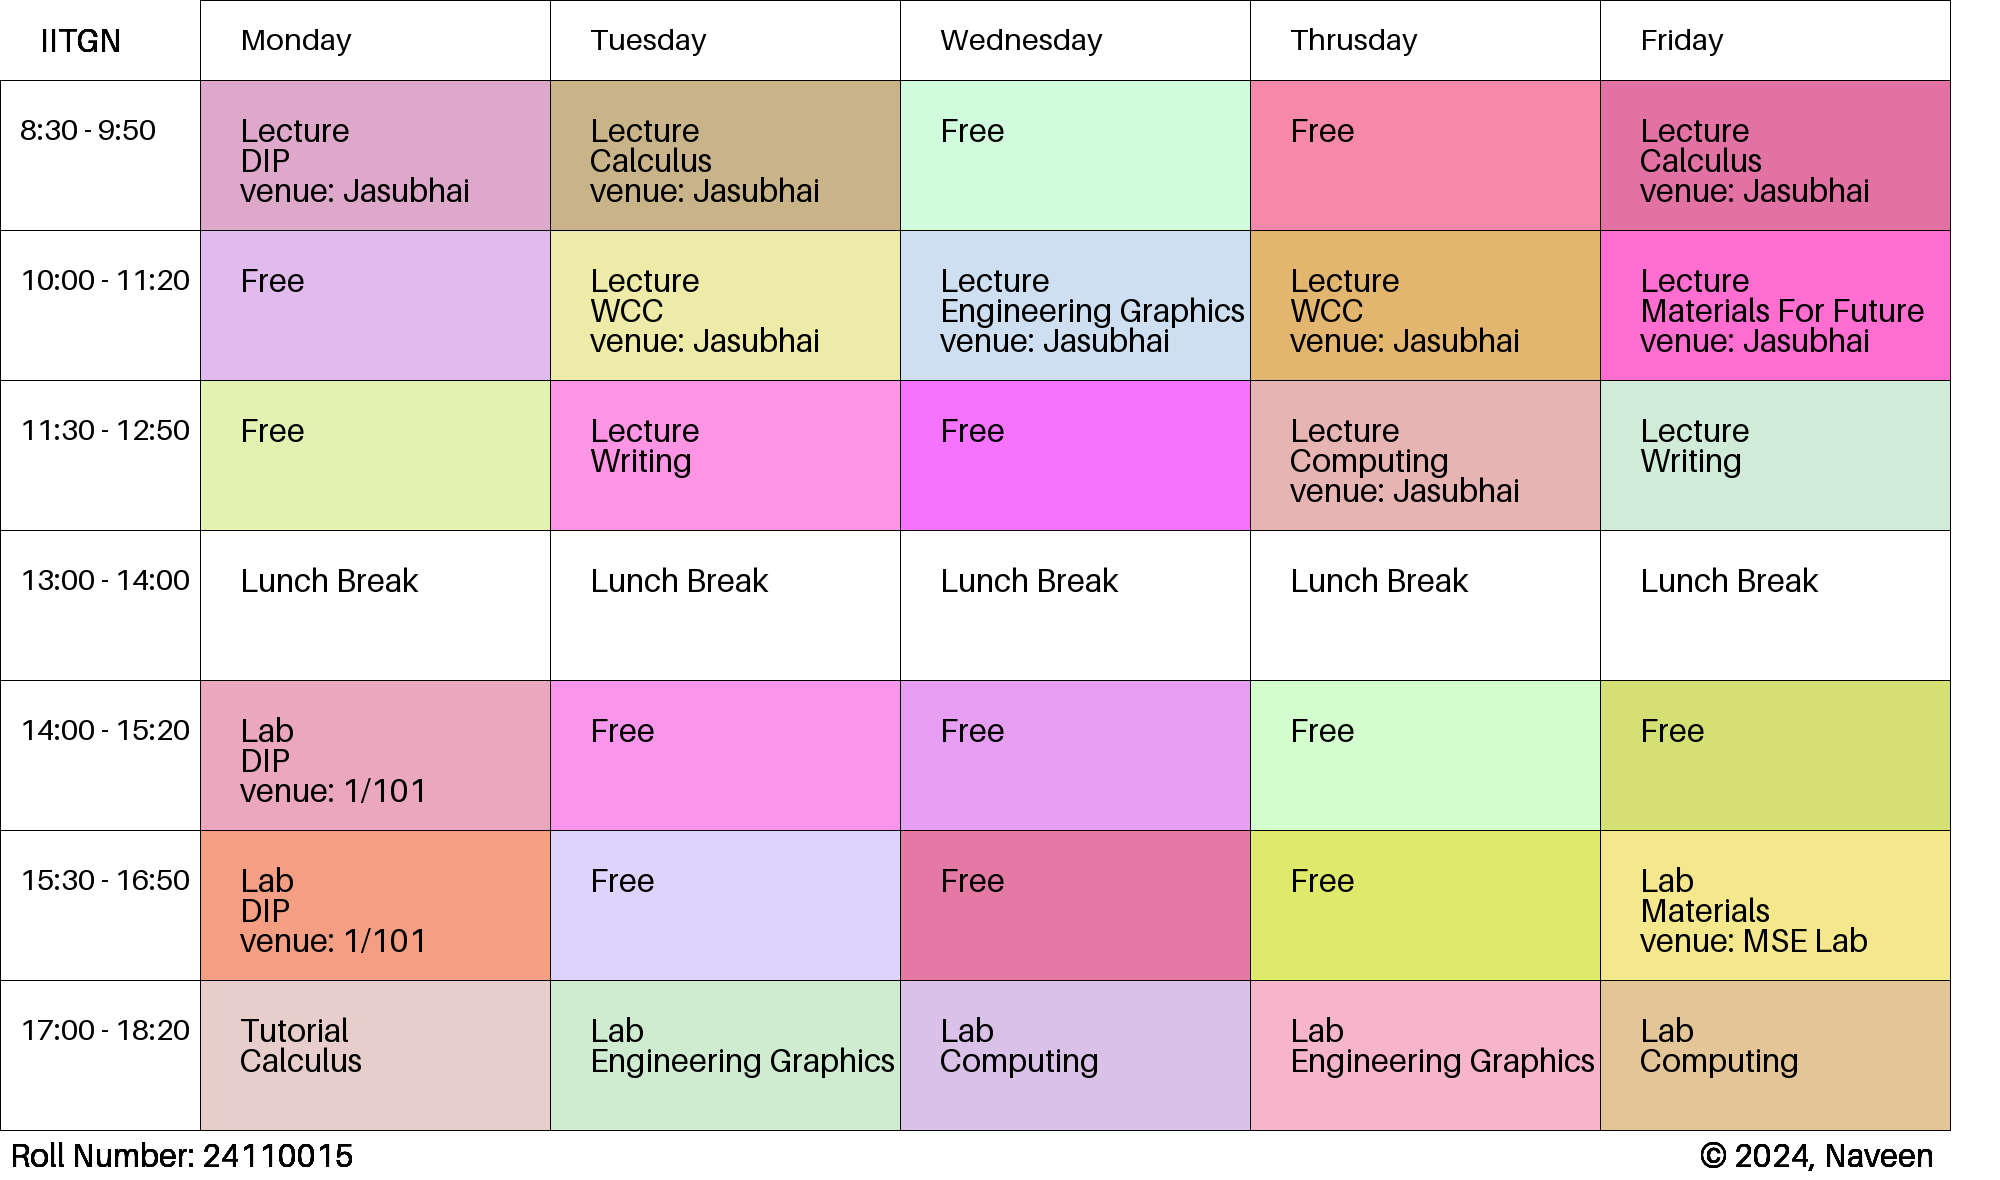 IITGN Monday Tuesday Wednesday Thrusday Friday
8:30 - 9:50
Lecture
DIP
venue: Jasubhai
Lecture
Calculus
venue: Jasubhai
Free
Free
Lecture
Calculus
venue: Jasubhai
10:00 - 11:20
Free
Lecture
WCC
venue: Jasubhai
Lecture
Engineering Graphics
venue: Jasubhai
Lecture
WCC
venue: Jasubhai
Lecture
Materials For Future
venue: Jasubhai
11:30 - 12:50
Free
Lecture
Writing
Free
Lecture
Computing
venue: Jasubhai
Lecture
Writing
13:00 - 14:00
Lunch Break
Lunch Break
Lunch Break
Lunch Break
Lunch Break
14:00 - 15:20
Lab
DIP
venue: 1/101
Free
Free
Free
Free
15:30 - 16:50
Lab
DIP
venue: 1/101
Free
Free
Free
Lab
Materials
venue: MSE Lab
17:00 - 18:20
Tutorial
Calculus
Lab
Engineering Graphics
Lab
Computing
Lab
Engineering Graphics
Lab
Computing
Roll Number: 24110015
© 2024, Naveen